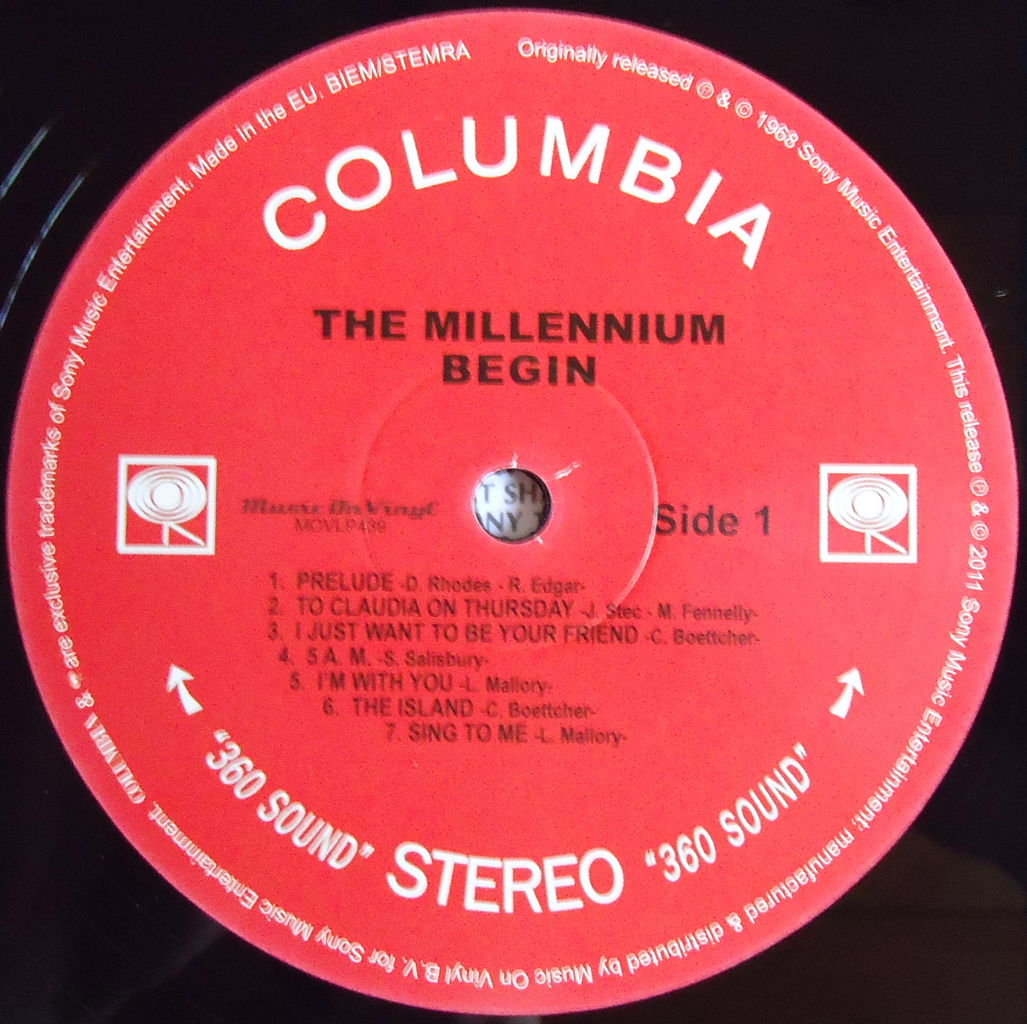 Originally released ℗ & © 1968 Sony Music Entertainment. This release ℗ & © 2011 Sony Music Entertainment; manufactured & distributed by Music On Vinyl B.V. for Sony Music Entertainment. COLUMBIA & are exclusive trademarks of Sony Music Entertainment. Made in the EU. BIEM/STEMRA
COLUMBIA
THE MILLENNIUM
BEGIN
Music On Vinyl
MOVLP439
Side 1
T SH
NY
1. PRELUDE -D. Rhodes - R. Edgar-
2. TO CLAUDIA ON THURSDAY -J. Stec - M. Fennelly-
3. I JUST WANT TO BE YOUR FRIEND -C. Boettcher-
4. 5 A. M. -S. Salisbury-
5. I'M WITH YOU -L. Mallory-
6. THE ISLAND -C. Boettcher-
7. SING TO ME -L. Mallory-
"360 SOUND" STEREO "360 SOUND"